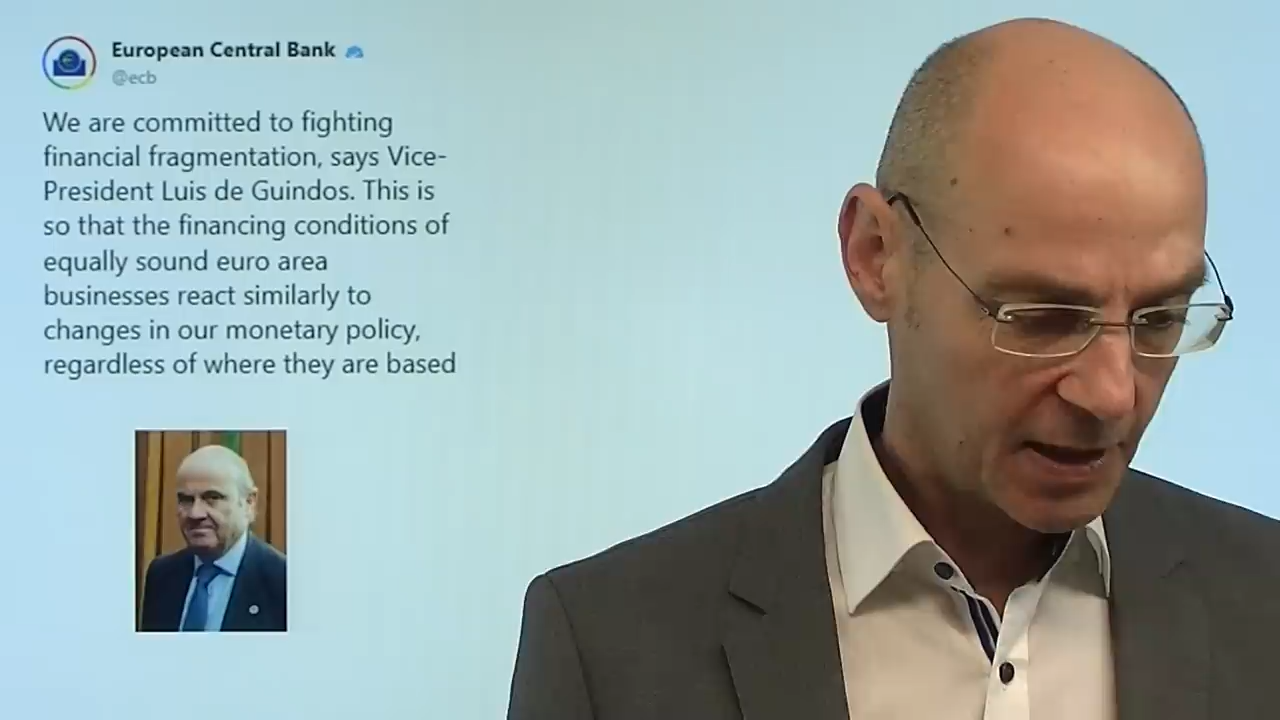 European Central Bank
@ecb
We are committed to fighting
financial fragmentation, says Vice-
President Luis de Guindos. This is
so that the financing conditions of
equally sound euro area
businesses react similarly to
changes in our monetary policy,
regardless of where they are based